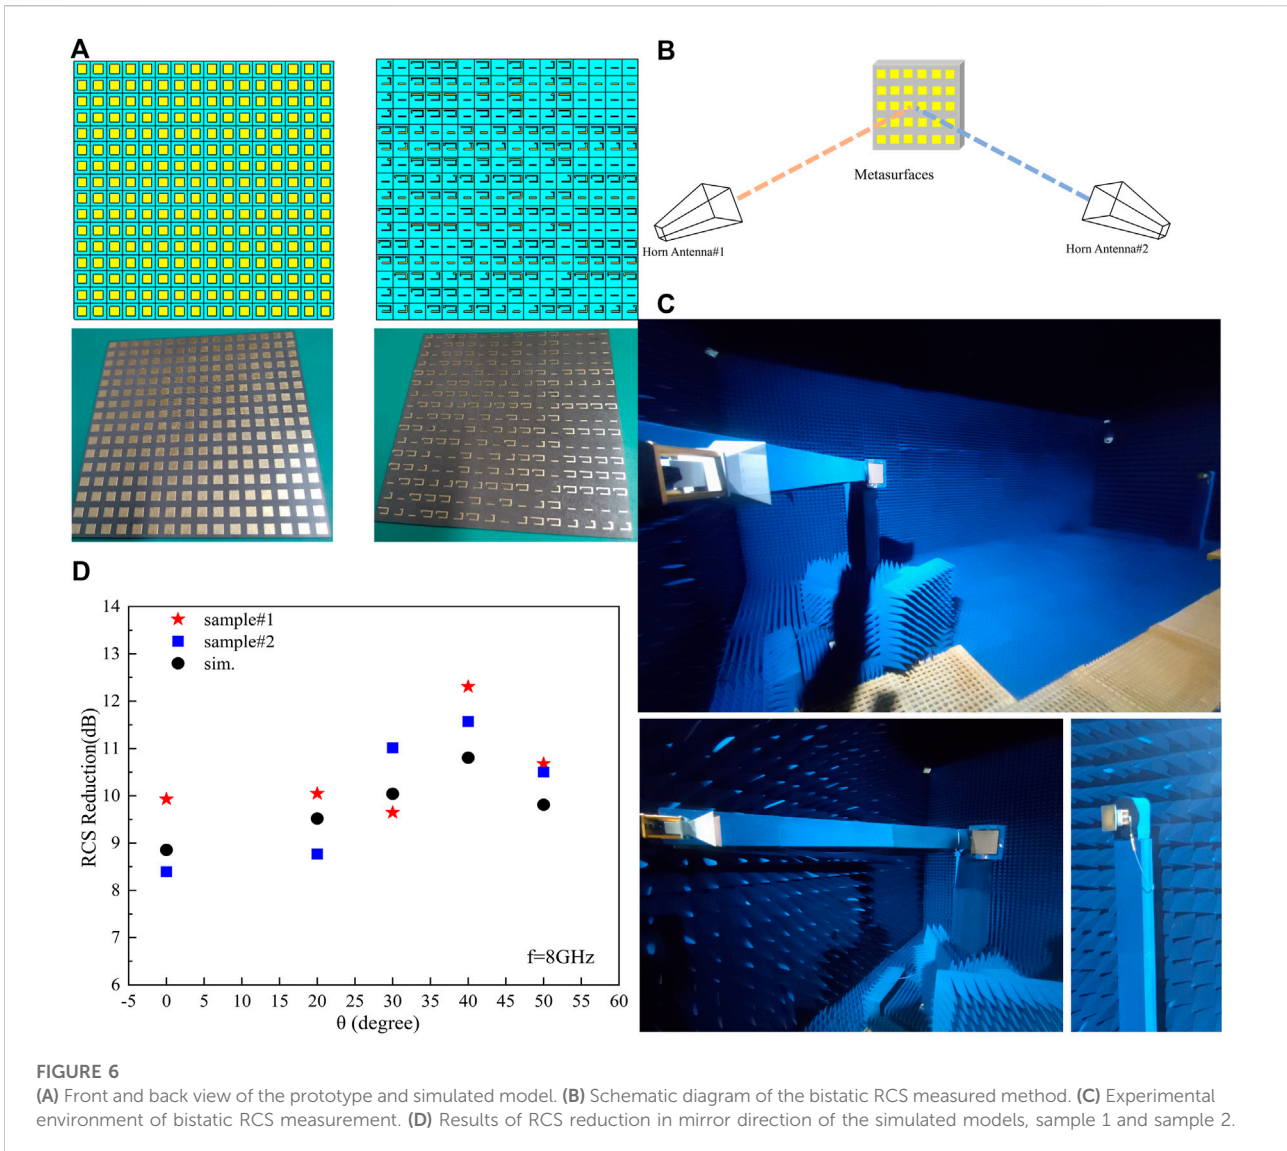 A
B
Metasurfaces
Horn Antenna#1
Horn Antenna#2
C
D
14
13
12
11
10
9
8
7
6
RCS Reduction(dB)
sample#1
sample#2
sim.
f=8GHz
-5 0 5 10 15 20 25 30 35 40 45 50 55 60
θ (degree)
FIGURE 6
(A) Front and back view of the prototype and simulated model. (B) Schematic diagram of the bistatic RCS measured method. (C) Experimental
environment of bistatic RCS measurement. (D) Results of RCS reduction in mirror direction of the simulated models, sample 1 and sample 2.